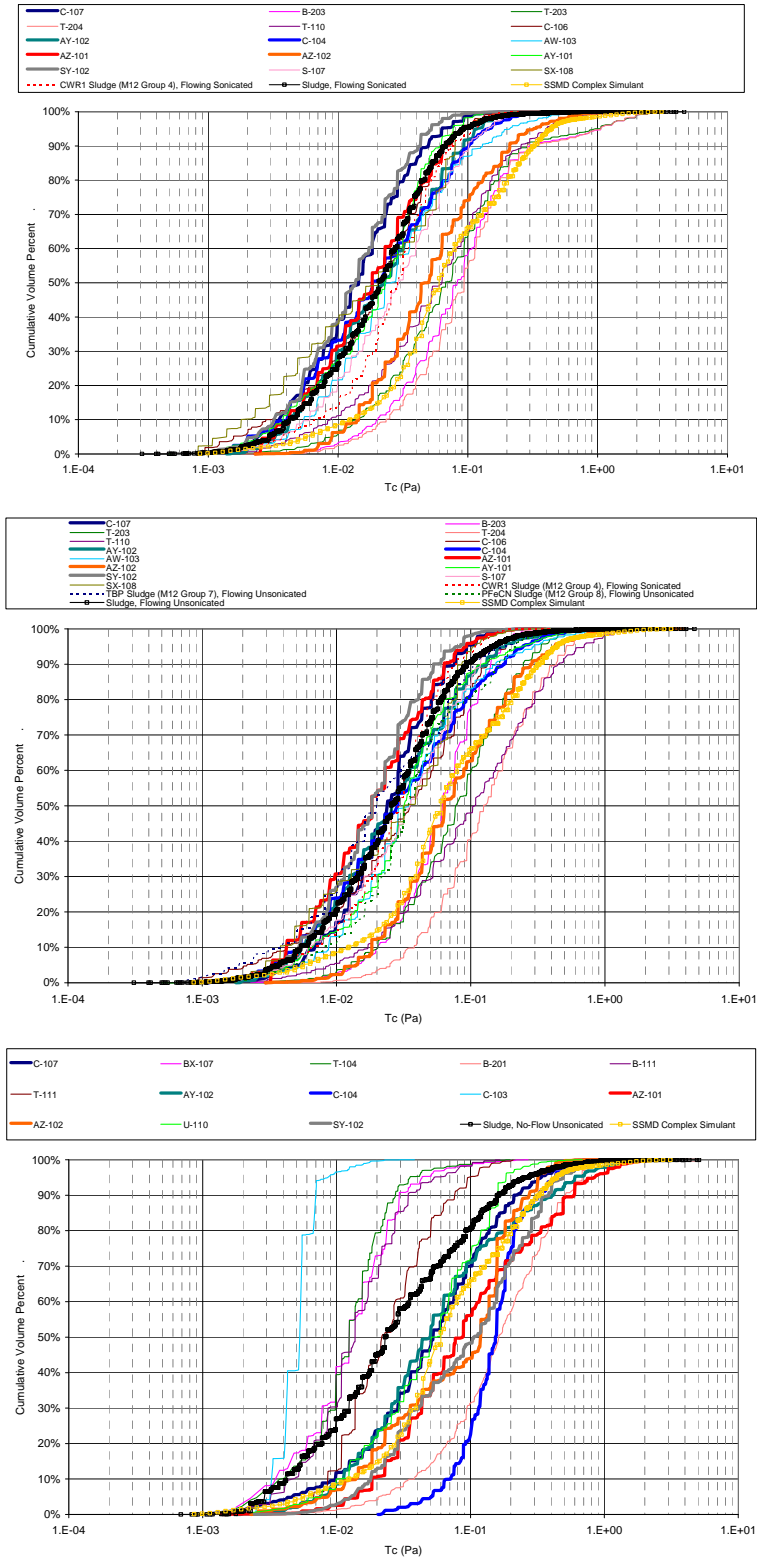 C-107 B-203 T-203
T-204 T-110 C-106
AY-102 C-104 AW-103
AZ-101 AZ-102 AY-101
SY-102 S-107 SX-108
CWR1 Sludge (M12 Group 4), Flowing Sonicated Sludge, Flowing Sonicated SSMD Complex Simulant
100%
90%
80%
70%
60%
50%
40%
30%
20%
10%
0%
Cumulative Volume Percent .
1.E-04 1.E-03 1.E-02 1.E-01 1.E+00 1.E+01
Tc (Pa)
C-107 B-203
T-203 T-204
T-110 C-106
AY-102 C-104
AW-103 AZ-101
AZ-102 AY-101
SY-102 S-107
SX-108 CWR1 Sludge (M12 Group 4), Flowing Sonicated
TBP Sludge (M12 Group 7), Flowing Unsonicated PFeCN Sludge (M12 Group 8), Flowing Unsonicated
Sludge, Flowing Unsonicated SSMD Complex Simulant
100%
90%
80%
70%
60%
50%
40%
30%
20%
10%
0%
Cumulative Volume Percent .
1.E-04 1.E-03 1.E-02 1.E-01 1.E+00 1.E+01
Tc (Pa)
C-107 BX-107 T-104 B-201 B-111
T-111 AY-102 C-104 C-103 AZ-101
AZ-102 U-110 SY-102 Sludge, No-Flow Unsonicated SSMD Complex Simulant
100%
90%
80%
70%
60%
50%
40%
30%
20%
10%
0%
Cumulative Volume Percent .
1.E-04 1.E-03 1.E-02 1.E-01 1.E+00 1.E+01
Tc (Pa)